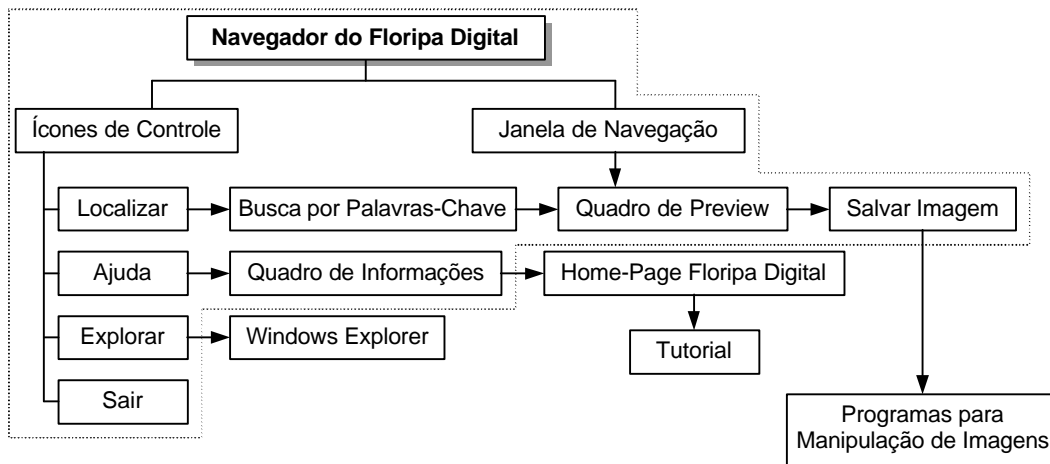 Navegador do Floripa Digital
Ícones de Controle
Janela de Navegação
Localizar
Busca por Palavras-Chave
Quadro de Preview
Salvar Imagem
Ajuda
Quadro de Informações
Home-Page Floripa Digital
Explorar
Windows Explorer
Tutorial
Sair
Programas para
Manipulação de Imagens